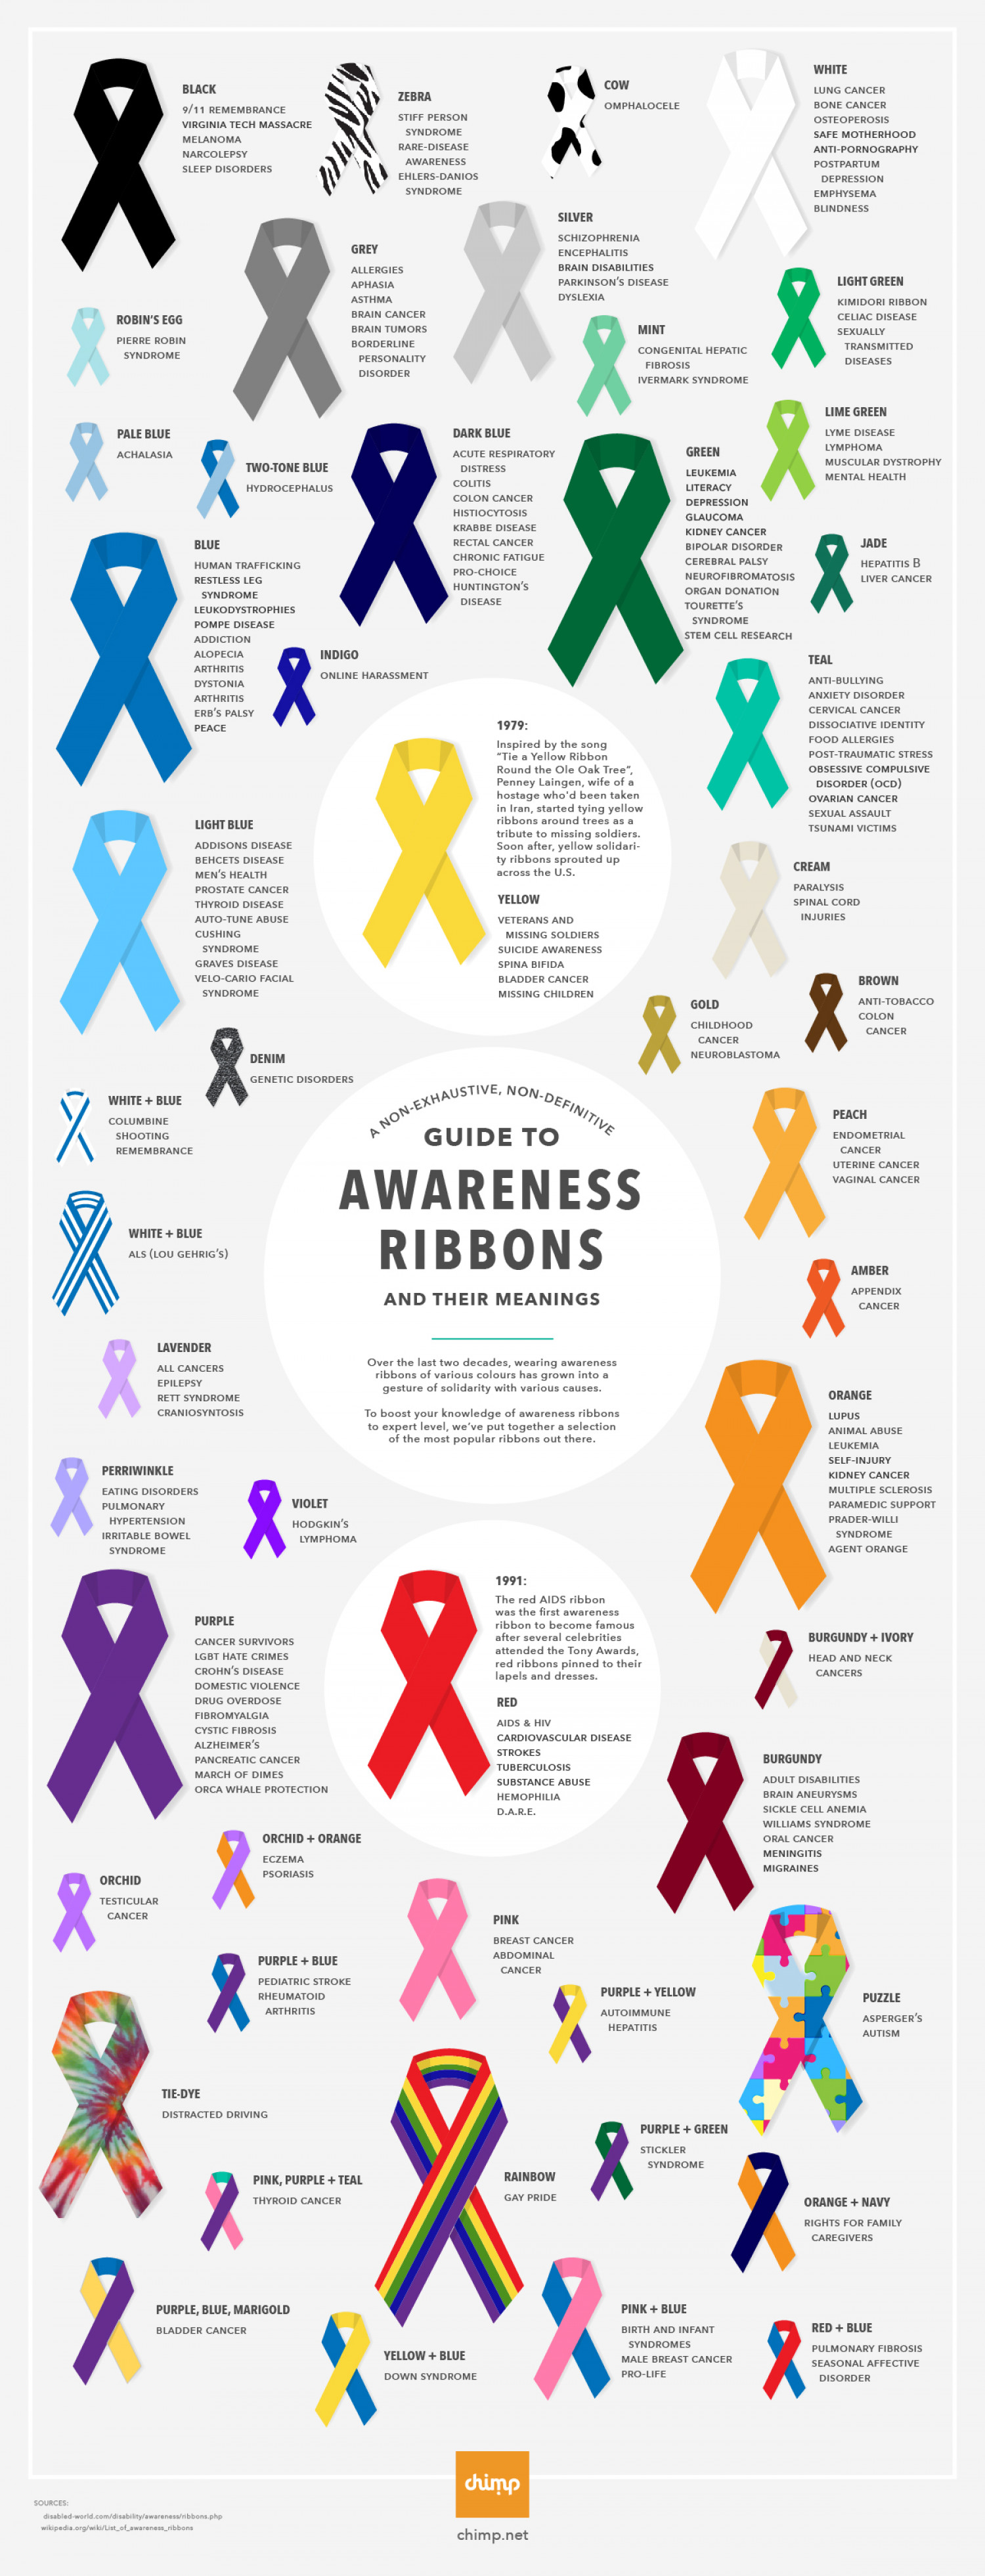 BLACK
9/11 REMEMBRANCE
VIRGINIA TECH MASSACRE
MELANOMA
NARCOLEPSY
SLEEP DISORDERS
ZEBRA
STIFF PERSON
SYNDROME
RARE-DISEASE
AWARENESS
EHLERS-DANIOS
SYNDROME
COW
OMPHALOCELE
WHITE
LUNG CANCER
BONE CANCER
OSTEOPEROSIS
SAFE MOTHERHOOD
ANTI-PORNOGRAPHY
POSTPARTUM
DEPRESSION
EMPHYSEMA
BLINDNESS
GREY
ALLERGIES
APHASIA
ASTHMA
BRAIN CANCER
BRAIN TUMORS
BORDERLINE
PERSONALITY
DISORDER
SILVER
SCHIZOPHRENIA
ENCEPHALITIS
BRAIN DISABILITIES
PARKINSON'S DISEASE
DYSLEXIA
LIGHT GREEN
KIMIDORI RIBBON
CELIAC DISEASE
SEXUALLY
TRANSMITTED
DISEASES
ROBIN'S EGG
PIERRE ROBIN
SYNDROME
MINT
CONGENITAL HEPATIC
FIBROSIS
IVERMARK SYNDROME
PALE BLUE
ACHALASIA
TWO-TONE BLUE
HYDROCEPHALUS
DARK BLUE
ACUTE RESPIRATORY
DISTRESS
COLITIS
COLON CANCER
HISTIOCYTOSIS
KRABBE DISEASE
RECTAL CANCER
CHRONIC FATIGUE
PRO-CHOICE
HUNTINGTON'S
DISEASE
GREEN
LEUKEMIA
LITERACY
DEPRESSION
GLAUCOMA
KIDNEY CANCER
BIPOLAR DISORDER
CEREBRAL PALSY
NEUROFIBROMATOSIS
ORGAN DONATION
TOURETTE'S
SYNDROME
STEM CELL RESEARCH
LIME GREEN
LYME DISEASE
LYMPHOMA
MUSCULAR DYSTROPHY
MENTAL HEALTH
JADE
HEPATITIS B
LIVER CANCER
BLUE
HUMAN TRAFFICKING
RESTLESS LEG
SYNDROME
LEUKODYSTROPHIES
POMPE DISEASE
ADDICTION
ALOPECIA
ARTHRITIS
DYSTONIA
ARTHRITIS
ERB'S PALSY
PEACE
INDIGO
ONLINE HARASSMENT
TEAL
ANTI-BULLYING
ANXIETY DISORDER
CERVICAL CANCER
DISSOCIATIVE IDENTITY
FOOD ALLERGIES
POST-TRAUMATIC STRESS
OBSESSIVE COMPULSIVE
DISORDER (OCD)
OVARIAN CANCER
SEXUAL ASSAULT
TSUNAMI VICTIMS
1979:
Inspired by the song
"Tie a Yellow Ribbon
Round the Ole Oak Tree",
Penney Laingen, wife of a
hostage who'd been taken
in Iran, started tying yellow
ribbons around trees as a
tribute to missing soldiers.
Soon after, yellow solidari-
ty ribbons sprouted up
across the U.S.
YELLOW
VETERANS AND
MISSING SOLDIERS
SUICIDE AWARENESS
SPINA BIFIDA
BLADDER CANCER
MISSING CHILDREN
LIGHT BLUE
ADDISONS DISEASE
BEHCETS DISEASE
MEN'S HEALTH
PROSTATE CANCER
THYROID DISEASE
AUTO-TUNE ABUSE
CUSHING
SYNDROME
GRAVES DISEASE
VELO-CARIO FACIAL
SYNDROME
CREAM
PARALYSIS
SPINAL CORD
INJURIES
GOLD
CHILDHOOD
CANCER
NEUROBLASTOMA
BROWN
ANTI-TOBACCO
COLON
CANCER
DENIM
GENETIC DISORDERS
WHITE + BLUE
COLUMBINE
SHOOTING
REMEMBRANCE
A NON-EXHAUSTIVE, NON-DEFINITIVE
GUIDE TO
AWARENESS
RIBBONS
AND THEIR MEANINGS
Over the last two decades, wearing awareness
ribbons of various colours has grown into a
gesture of solidarity with various causes.
To boost your knowledge of awareness ribbons
to expert level, we've put together a selection
of the most popular ribbons out there.
PEACH
ENDOMETRIAL
CANCER
UTERINE CANCER
VAGINAL CANCER
WHITE + BLUE
ALS (LOU GEHRIG'S)
AMBER
APPENDIX
CANCER
LAVENDER
ALL CANCERS
EPILEPSY
RETT SYNDROME
CRANIOSYNTOSIS
ORANGE
LUPUS
ANIMAL ABUSE
LEUKEMIA
SELF-INJURY
KIDNEY CANCER
MULTIPLE SCLEROSIS
PARAMEDIC SUPPORT
PRADER-WILLI
SYNDROME
AGENT ORANGE
PERRIWINKLE
EATING DISORDERS
PULMONARY
HYPERTENSION
IRRITABLE BOWEL
SYNDROME
VIOLET
HODGKIN'S
LYMPHOMA
PURPLE
CANCER SURVIVORS
LGBT HATE CRIMES
CROHN'S DISEASE
DOMESTIC VIOLENCE
DRUG OVERDOSE
FIBROMYALGIA
CYSTIC FIBROSIS
ALZHEIMER'S
PANCREATIC CANCER
MARCH OF DIMES
ORCA WHALE PROTECTION
1991:
The red AIDS ribbon
was the first awareness
ribbon to become famous
after several celebrities
attended the Tony Awards,
red ribbons pinned to their
lapels and dresses.
RED
AIDS & HIV
CARDIOVASCULAR DISEASE
STROKES
TUBERCULOSIS
SUBSTANCE ABUSE
HEMOPHILIA
D.A.R.E.
BURGUNDY + IVORY
HEAD AND NECK
CANCERS
BURGUNDY
ADULT DISABILITIES
BRAIN ANEURYSMS
SICKLE CELL ANEMIA
WILLIAMS SYNDROME
ORAL CANCER
MENINGITIS
MIGRAINES
ORCHID + ORANGE
ECZEMA
PSORIASIS
ORCHID
TESTICULAR
CANCER
PINK
BREAST CANCER
ABDOMINAL
CANCER
PURPLE + BLUE
PEDIATRIC STROKE
RHEUMATOID
ARTHRITIS
PURPLE + YELLOW
AUTOIMMUNE
HEPATITIS
PUZZLE
ASPERGER'S
AUTISM
TIE-DYE
DISTRACTED DRIVING
PURPLE + GREEN
STICKLER
SYNDROME
PINK, PURPLE + TEAL
THYROID CANCER
RAINBOW
GAY PRIDE
ORANGE + NAVY
RIGHTS FOR FAMILY
CAREGIVERS
PURPLE, BLUE, MARIGOLD
BLADDER CANCER
YELLOW + BLUE
DOWN SYNDROME
PINK + BLUE
BIRTH AND INFANT
SYNDROMES
MALE BREAST CANCER
PRO-LIFE
RED + BLUE
PULMONARY FIBROSIS
SEASONAL AFFECTIVE
DISORDER
chimp
chimp.net
SOURCES:
disabled-world.com/disability/awareness/ribbons.php
wikipedia.org/wiki/List_of_awareness_ribbons